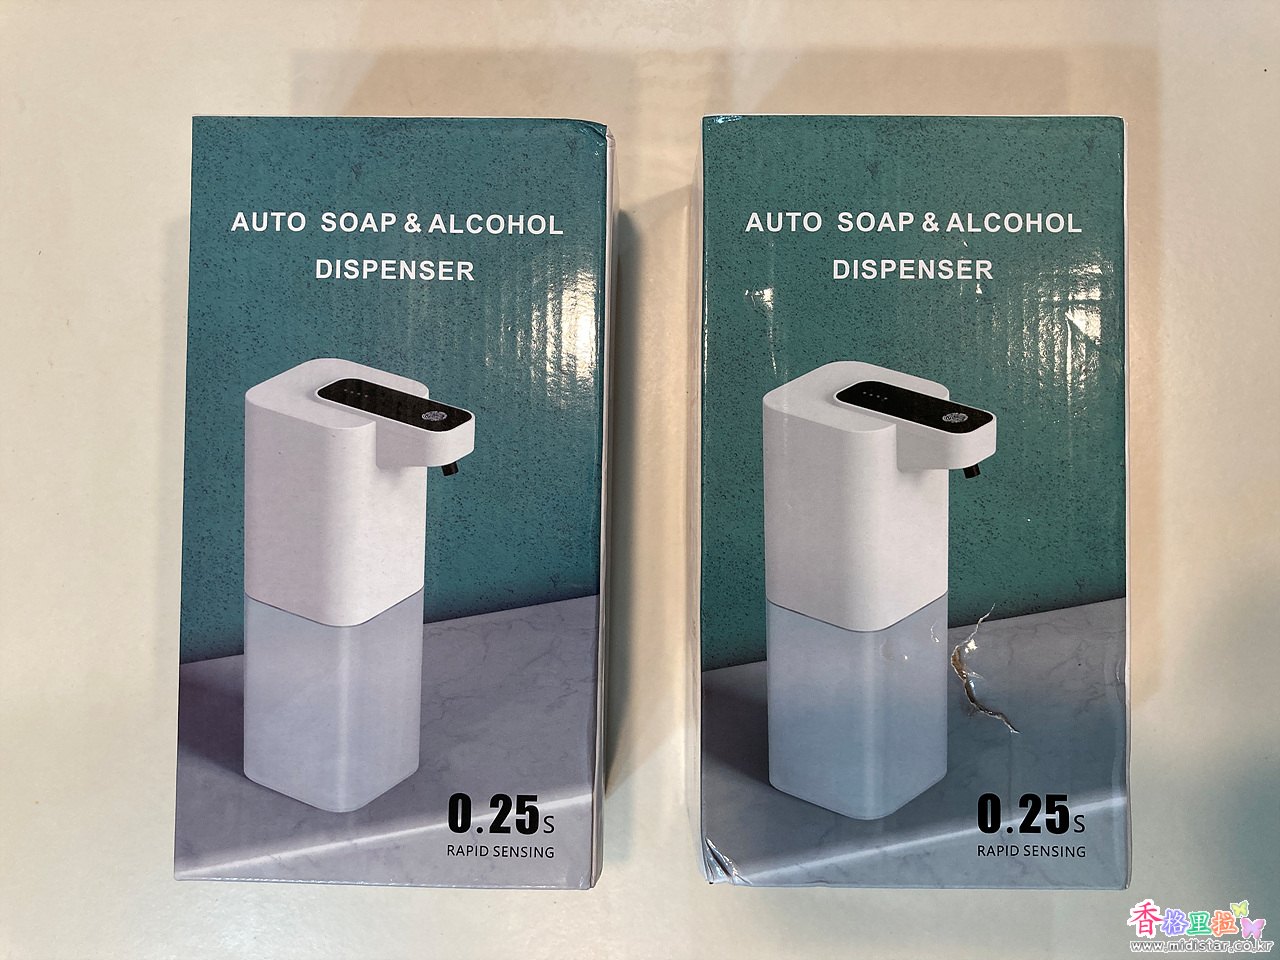 AUTO SOAP & ALCOHOL
DISPENSER
0.25s
RAPID SENSING
AUTO SOAP & ALCOHOL
DISPENSER
0.25s
RAPID SENSING
香格里拉
www.midistar.co.kr